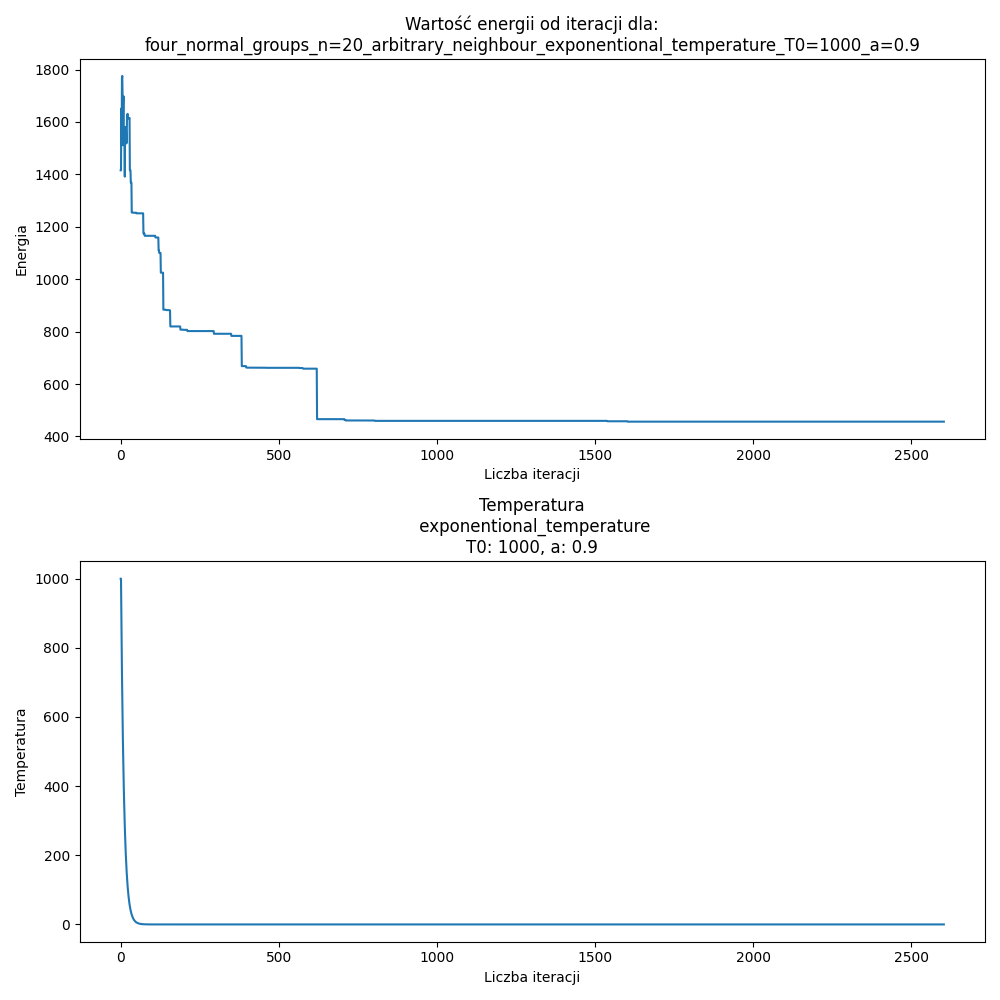 Wartość energii od iteracji dla:
four_normal_groups_n=20_arbitrary_neighbour_exponentional_temperature_T0=1000_a=0.9
1800
1600
1400
1200
1000
800
600
400
Energia
0 500 1000 1500 2000 2500
Liczba iteracji
Temperatura
exponentional_temperature
T0: 1000, a: 0.9
1000
800
600
400
200
0
Temperatura
0 500 1000 1500 2000 2500
Liczba iteracji